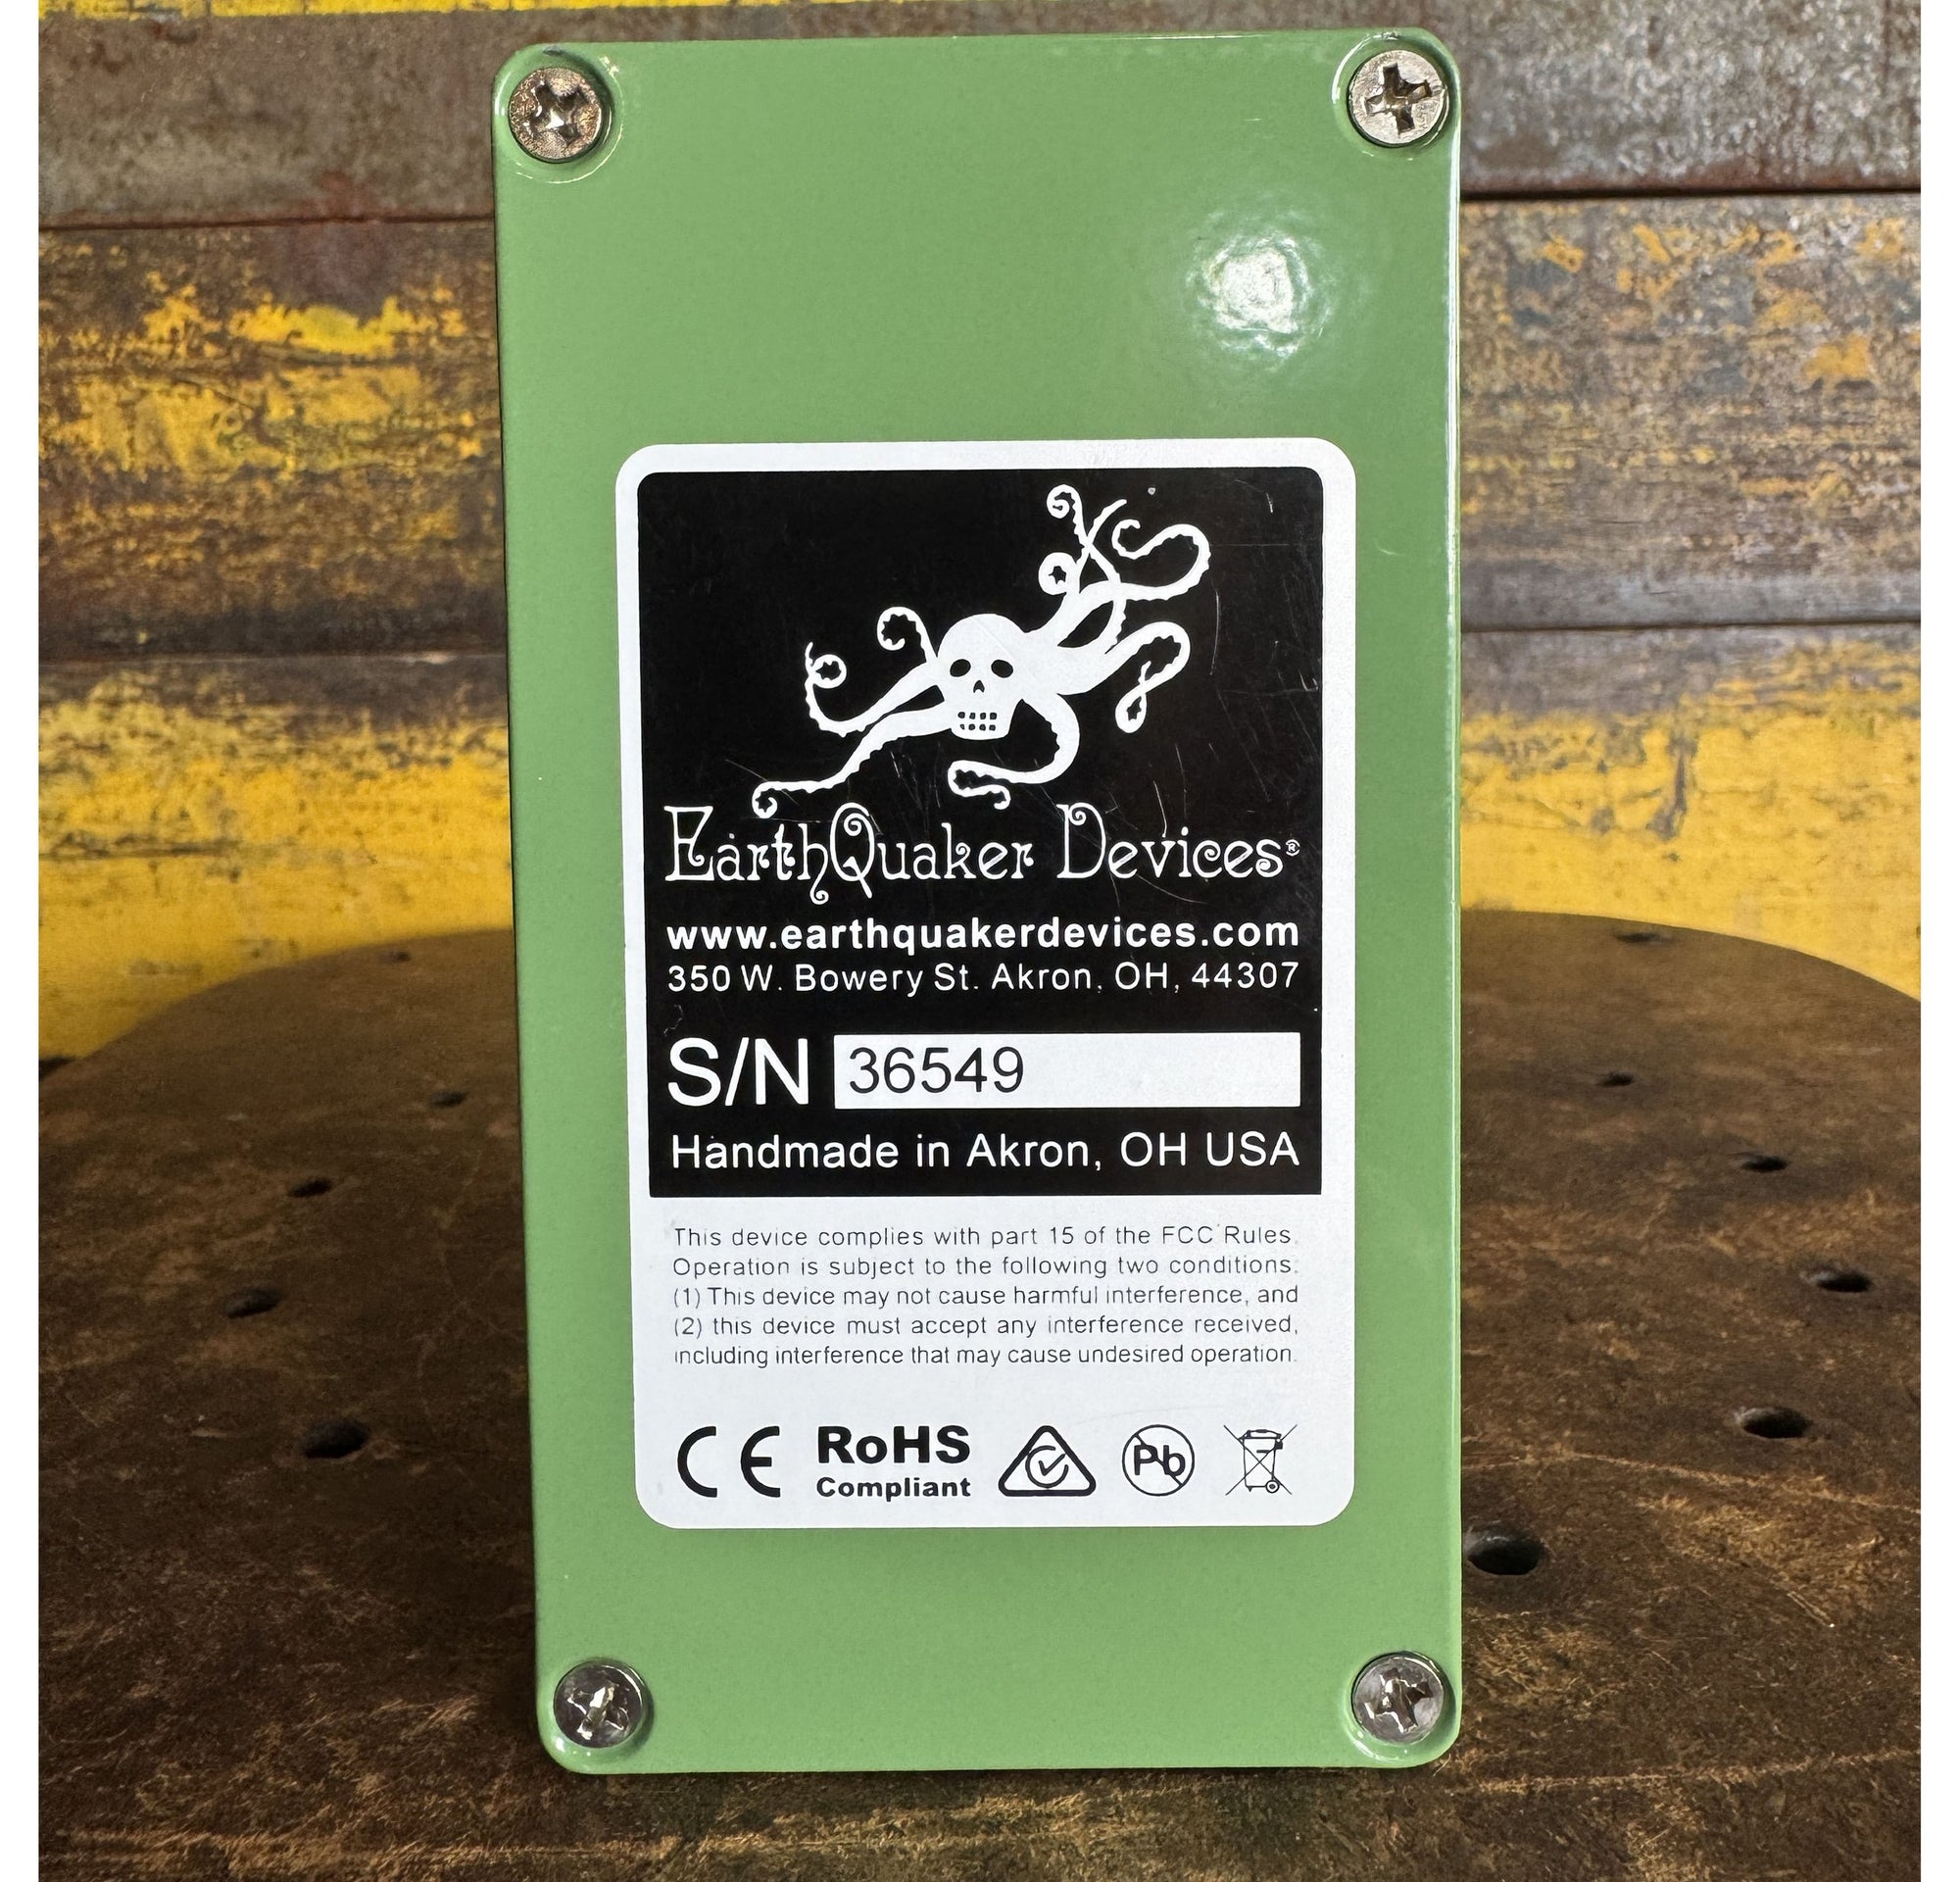 EarthQuaker Devices®
www.earthquakerdevices.com
350 W. Bowery St. Akron, OH, 44307
S/N 36549
Handmade in Akron, OH USA
This device complies with part 15 of the FCC Rules.
Operation is subject to the following two conditions:
(1) This device may not cause harmful interference, and
(2) this device must accept any interference received,
including interference that may cause undesired operation.
CE RoHS Pb
Compliant